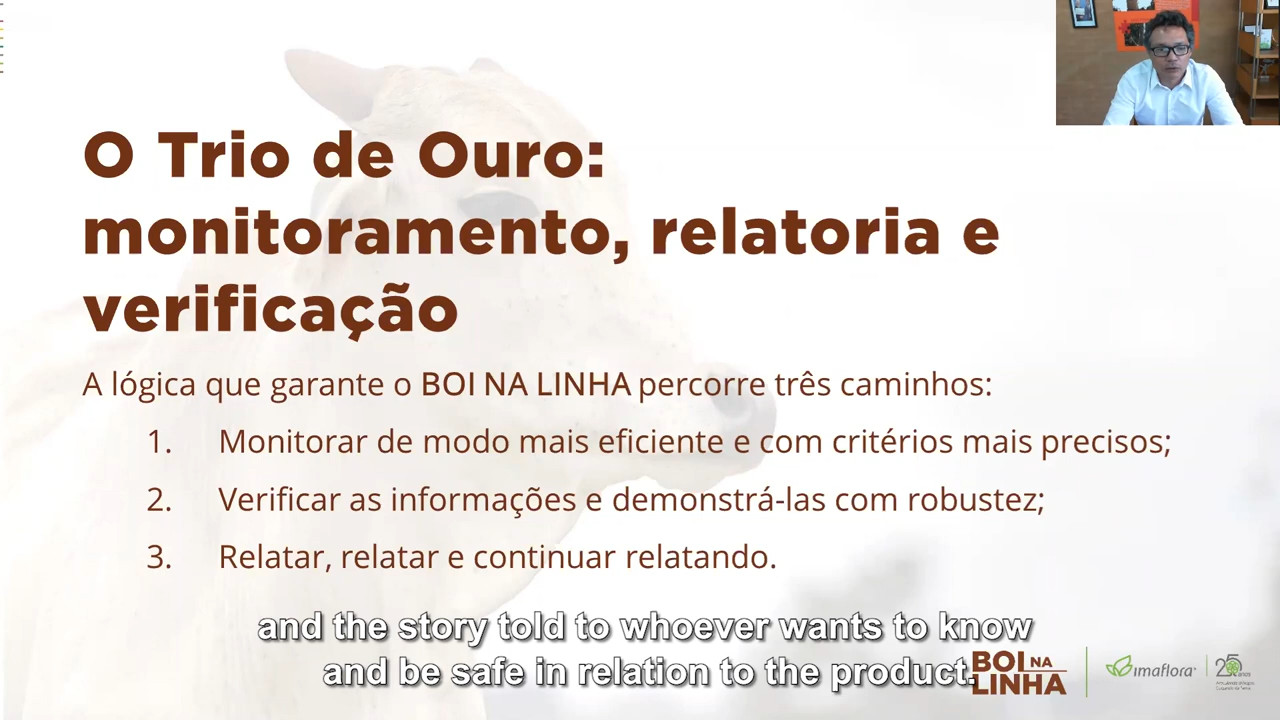 O Trio de Ouro:
monitoramento, relatoria e
verificação
A lógica que garante o BOI NA LINHA percorre três caminhos:
1. Monitorar de modo mais eficiente e com critérios mais precisos;
2. Verificar as informações e demonstrá-las com robustez;
3. Relatar, relatar e continuar relatando.
and the story told to whoever wants to know
and be safe in relation to the product.
BOI NA
LINHA
imaflora
25
anos